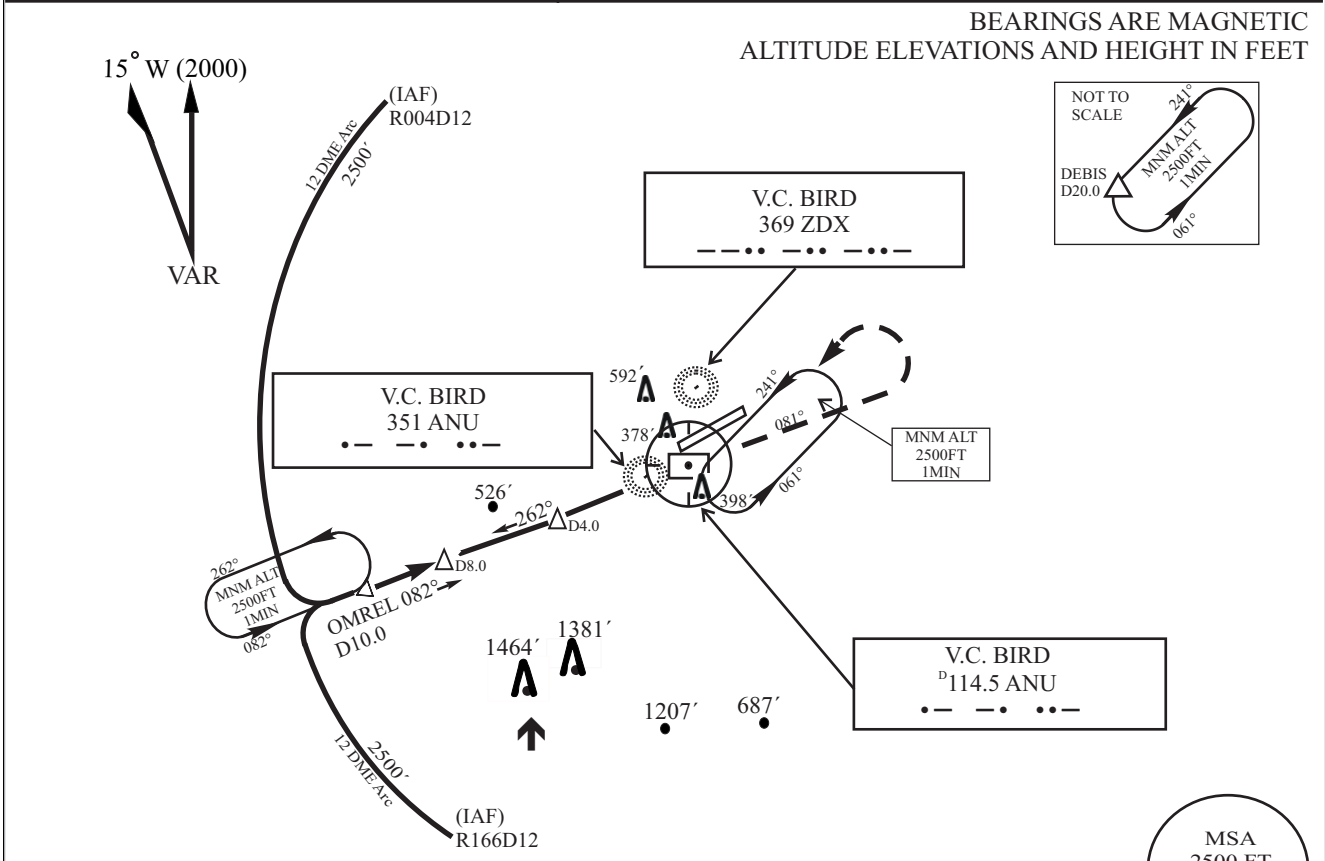 BEARINGS ARE MAGNETIC
ALTITUDE ELEVATIONS AND HEIGHT IN FEET
15° W (2000)
VAR
(IAF)
R004D12
12 DME Arc
2500´
NOT TO
SCALE
241°
MNM ALT
2500FT
1MIN
DEBIS
D20.0
061°
V.C. BIRD
369 ZDX
V.C. BIRD
351 ANU
592´
378´
241°
081°
061°
398´
MNM ALT
2500FT
1MIN
526´
262°
D4.0
D8.0
262°
MNM ALT
2500FT
1MIN
082°
OMREL 082°
D10.0
1464´
1381´
1207´
687´
V.C. BIRD
D114.5 ANU
2500´
12 DME Arc
(IAF)
R166D12
MSA
2500 FT